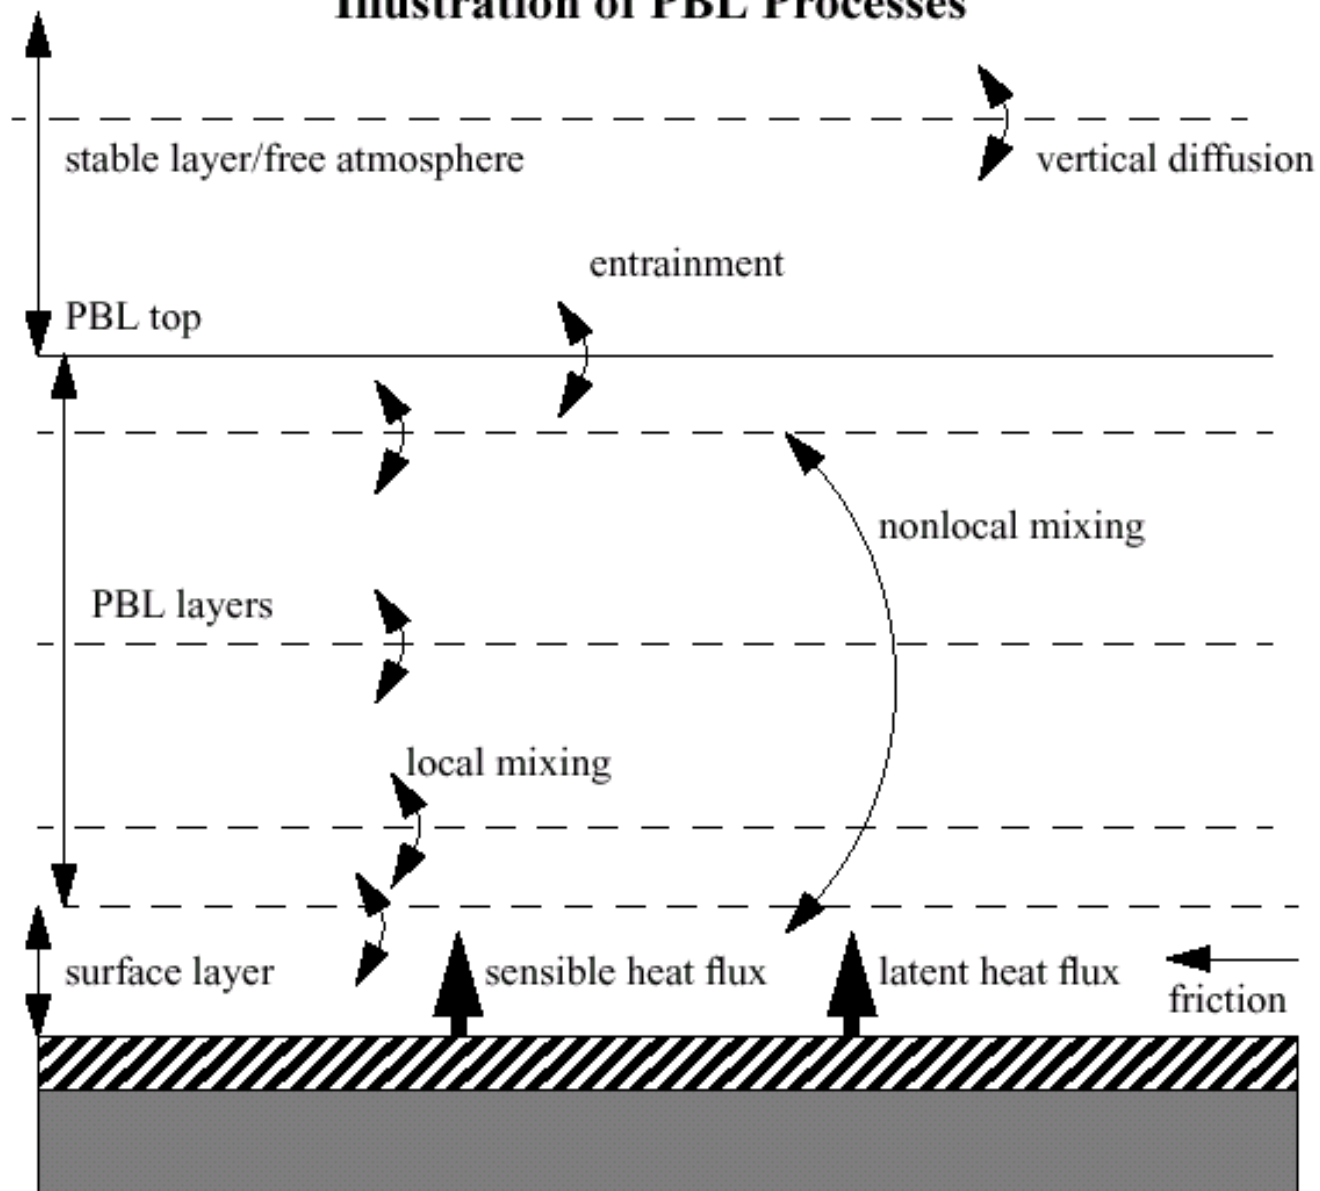 Illustration of PBL Processes
stable layer/free atmosphere
vertical diffusion
entrainment
PBL top
nonlocal mixing
PBL layers
local mixing
surface layer
sensible heat flux
latent heat flux
friction